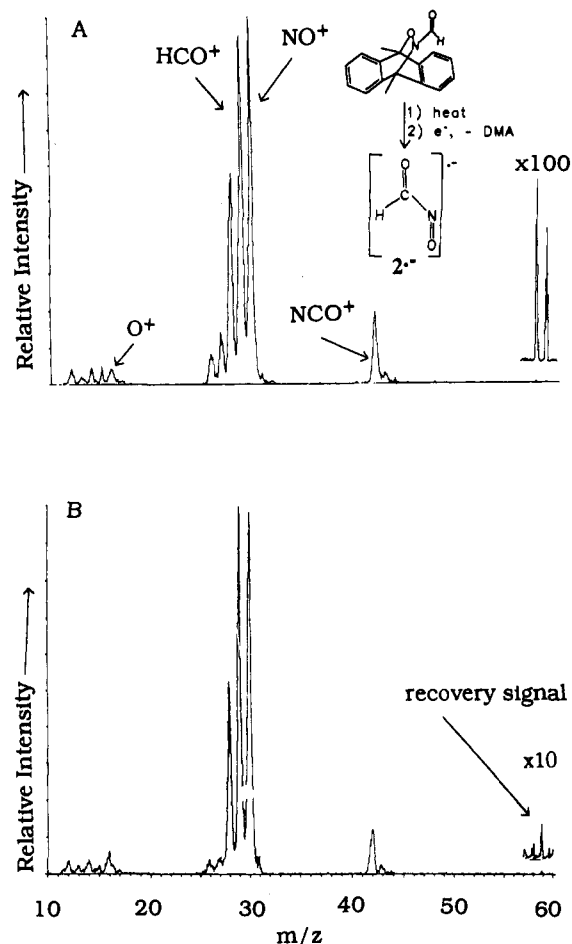 A
HCO+
NO+
O
N
O
H
1) heat
2) e-, - DMA
O
C
H
N
O
.-
2.-
x100
Relative Intensity
O+
NCO+
B
Relative Intensity
recovery signal
x10
10 20 30 40 50 60
m/z